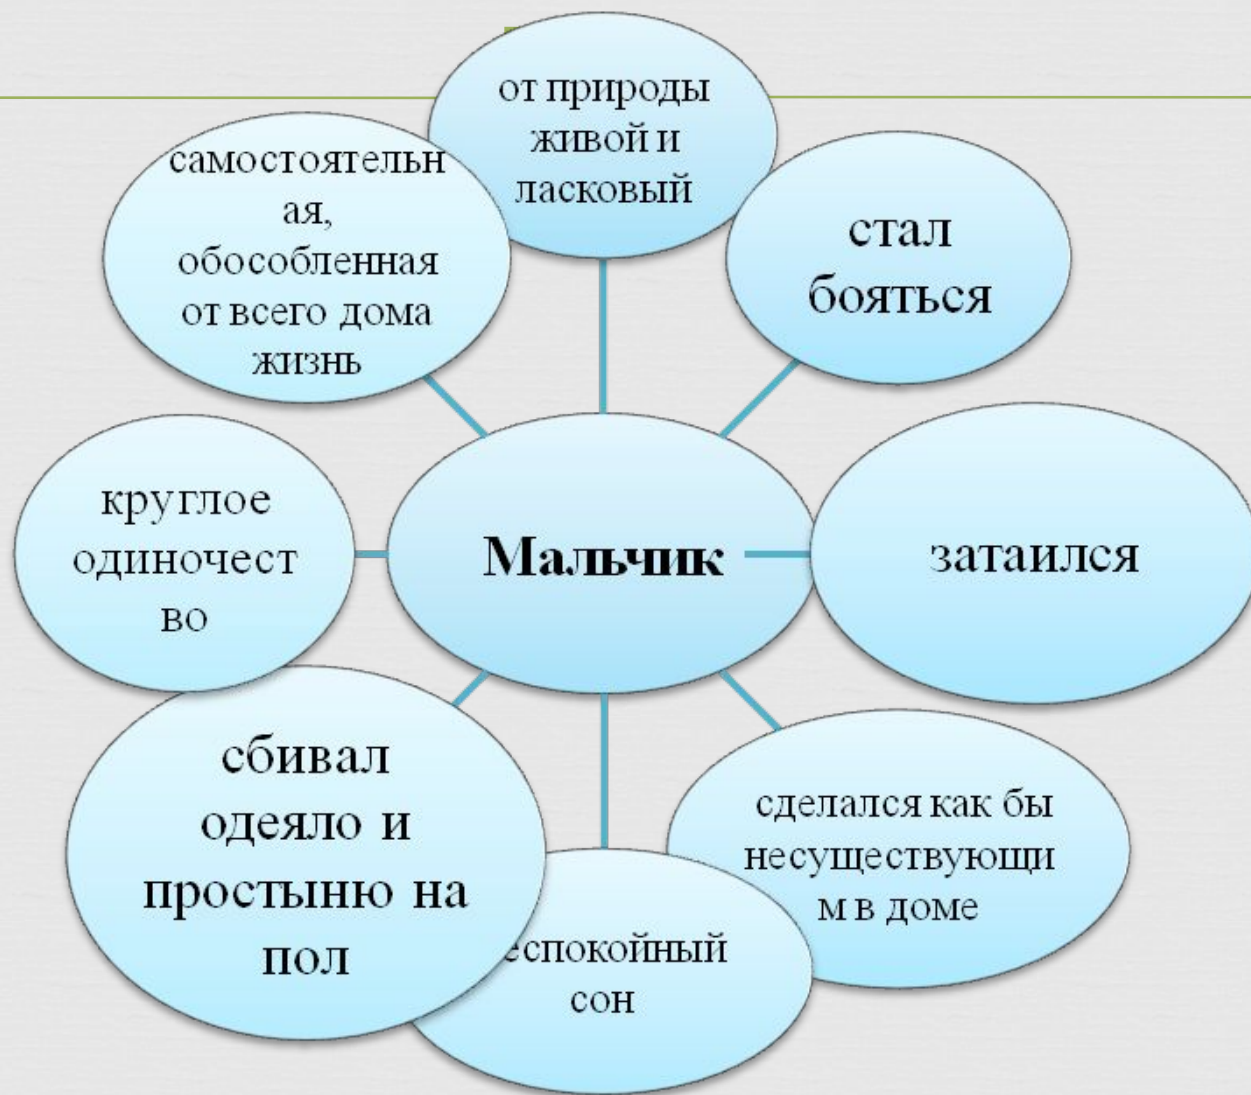 от природы
живой и
ласковый
стал
бояться
затаился
сделался как бы
несуществующи
м в доме
еспокойный
сон
сбивал
одеяло и
простыню на
пол
круглое
одиночест
во
самостоятельн
ая,
обособленная
от всего дома
жизнь
Мальчик